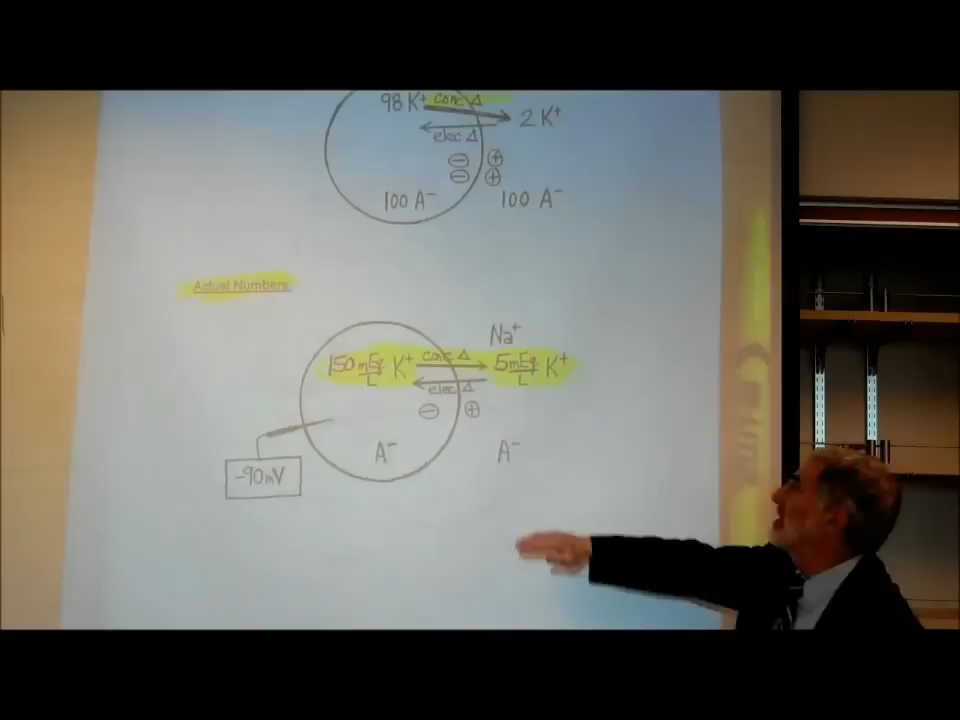 98 K⁺ conc Δ
2 K⁺
elec Δ
⊖ ⊕
⊖ ⊕
100 A⁻ 100 A⁻
Actual Numbers
Na⁺
150 mEq/L K⁺ conc Δ 5 mEq/L K⁺
elec Δ
⊖ ⊕
A⁻ A⁻
-90mV